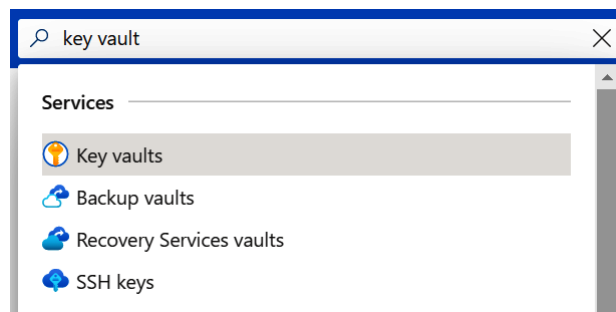 key vault
Services
Key vaults
Backup vaults
Recovery Services vaults
SSH keys